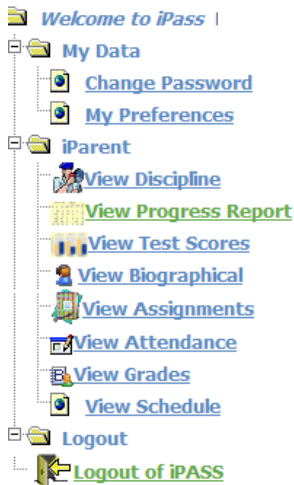 Welcome to iPass
My Data
Change Password
My Preferences
iParent
View Discipline
View Progress Report
View Test Scores
View Biographical
View Assignments
View Attendance
View Grades
View Schedule
Logout
Logout of iPASS